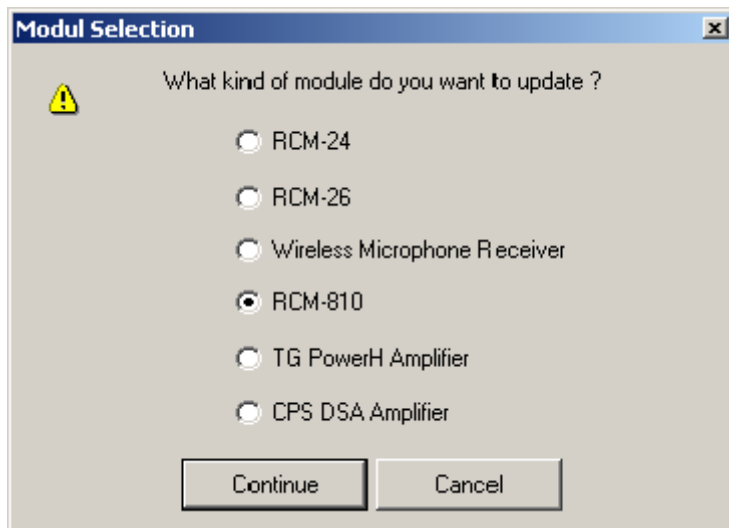 Modul Selection
What kind of module do you want to update ?
RCM-24
RCM-26
Wireless Microphone Receiver
RCM-810
TG PowerH Amplifier
CPS DSA Amplifier
Continue
Cancel